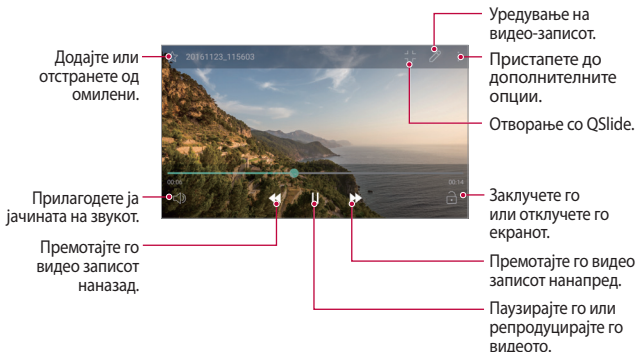 Уредување на
видео-записот.
Додајте или
отстранете од
омилени.
20161123_115603
Пристапете до
дополнителните
опции.
Отворање со QSlide.
00:06
00:14
Прилагодете ја
јачината на звукот.
Заклучете го
или отклучете го
екранот.
Премотајте го
видео записот
наназад.
Премотајте го видео
записот нанапред.
Паузирајте го или
репродуцирајте го
видеото.